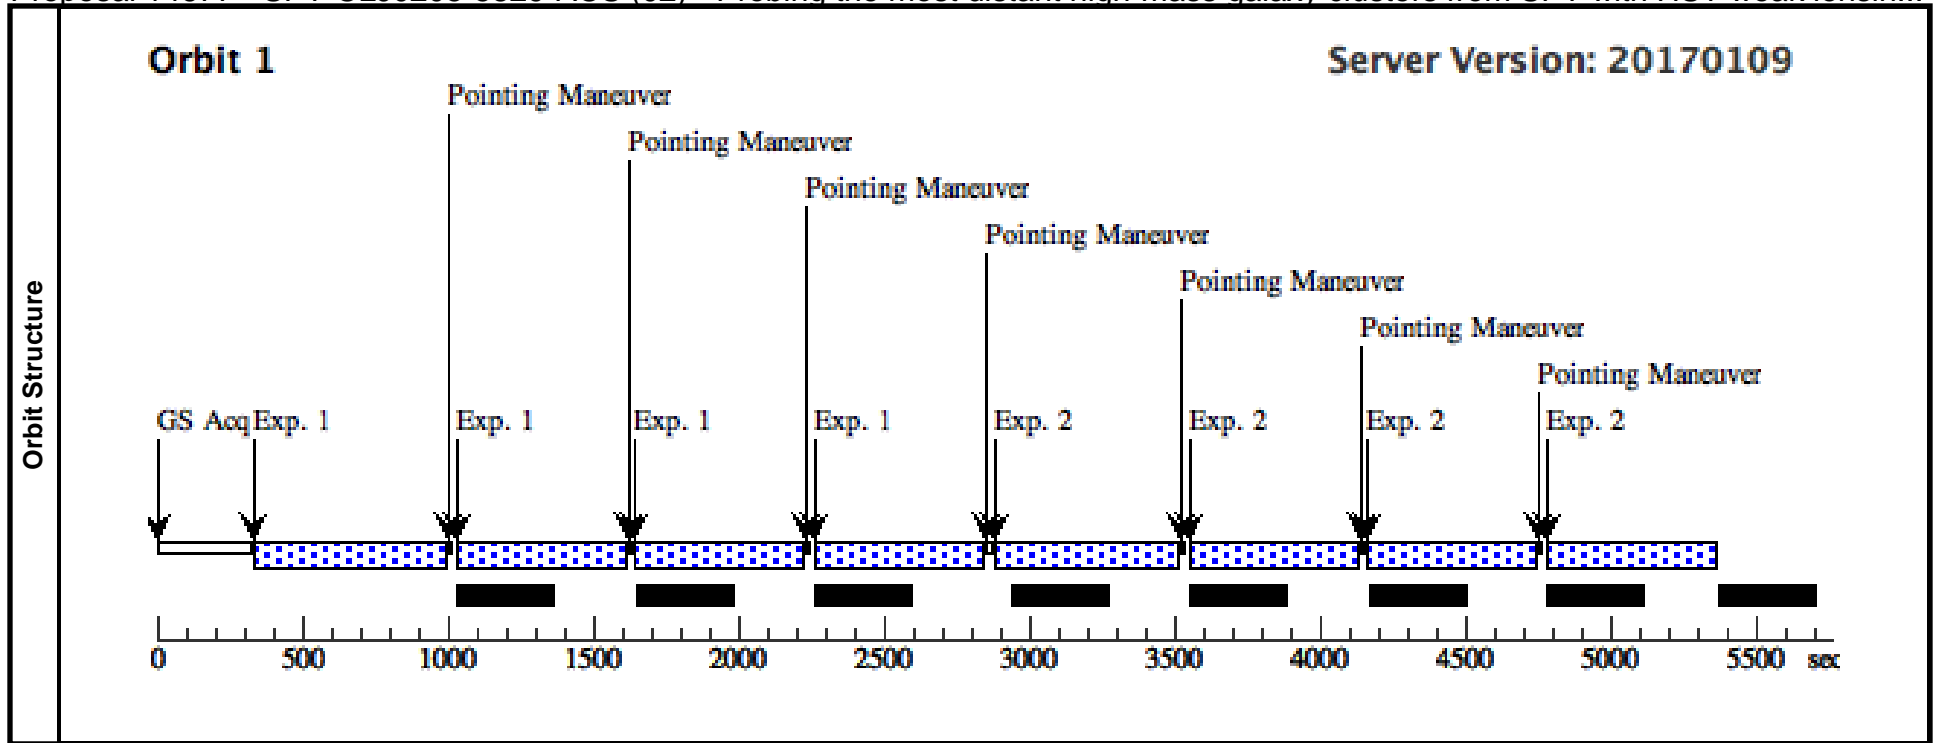 Orbit 1
Server Version: 20170109
Pointing Maneuver
Pointing Maneuver
Pointing Maneuver
Pointing Maneuver
Pointing Maneuver
Pointing Maneuver
Pointing Maneuver
GS Acq Exp. 1 Exp. 1 Exp. 1 Exp. 1 Exp. 2 Exp. 2 Exp. 2 Exp. 2
Orbit Structure
0 500 1000 1500 2000 2500 3000 3500 4000 4500 5000 5500 sec